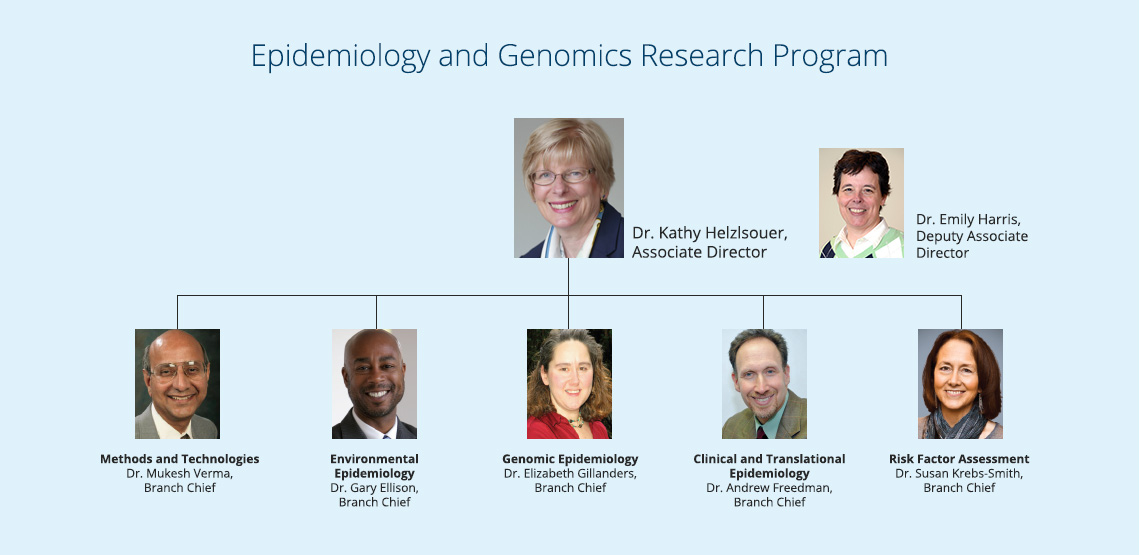 Epidemiology and Genomics Research Program
Dr. Kathy Helzlsouer,
Associate Director
Dr. Emily Harris,
Deputy Associate
Director
Methods and Technologies
Dr. Mukesh Verma,
Branch Chief
Environmental
Epidemiology
Dr. Gary Ellison,
Branch Chief
Genomic Epidemiology
Dr. Elizabeth Gillanders,
Branch Chief
Clinical and Translational
Epidemiology
Dr. Andrew Freedman,
Branch Chief
Risk Factor Assessment
Dr. Susan Krebs-Smith,
Branch Chief